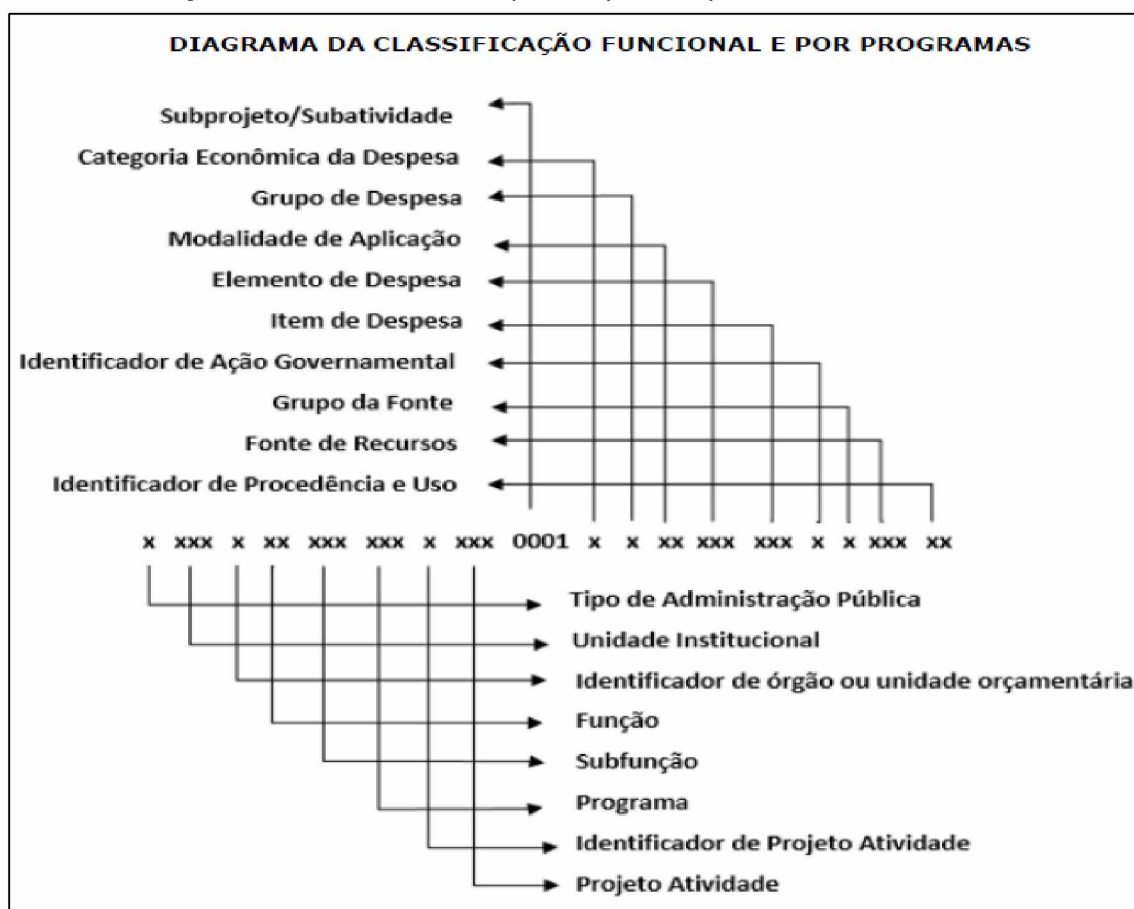 DIAGRAMA DA CLASSIFICAÇÃO FUNCIONAL E POR PROGRAMAS
Subprojeto/Subatividade
Categoria Econômica da Despesa
Grupo de Despesa
Modalidade de Aplicação
Elemento de Despesa
Item de Despesa
Identificador de Ação Governamental
Grupo da Fonte
Fonte de Recursos
Identificador de Procedência e Uso
x xxx x xx xxx xxx x xxx 0001 x x xx xxx xxx x x xxx xx
Tipo de Administração Pública
Unidade Institucional
Identificador de órgão ou unidade orçamentária
Função
Subfunção
Programa
Identificador de Projeto Atividade
Projeto Atividade